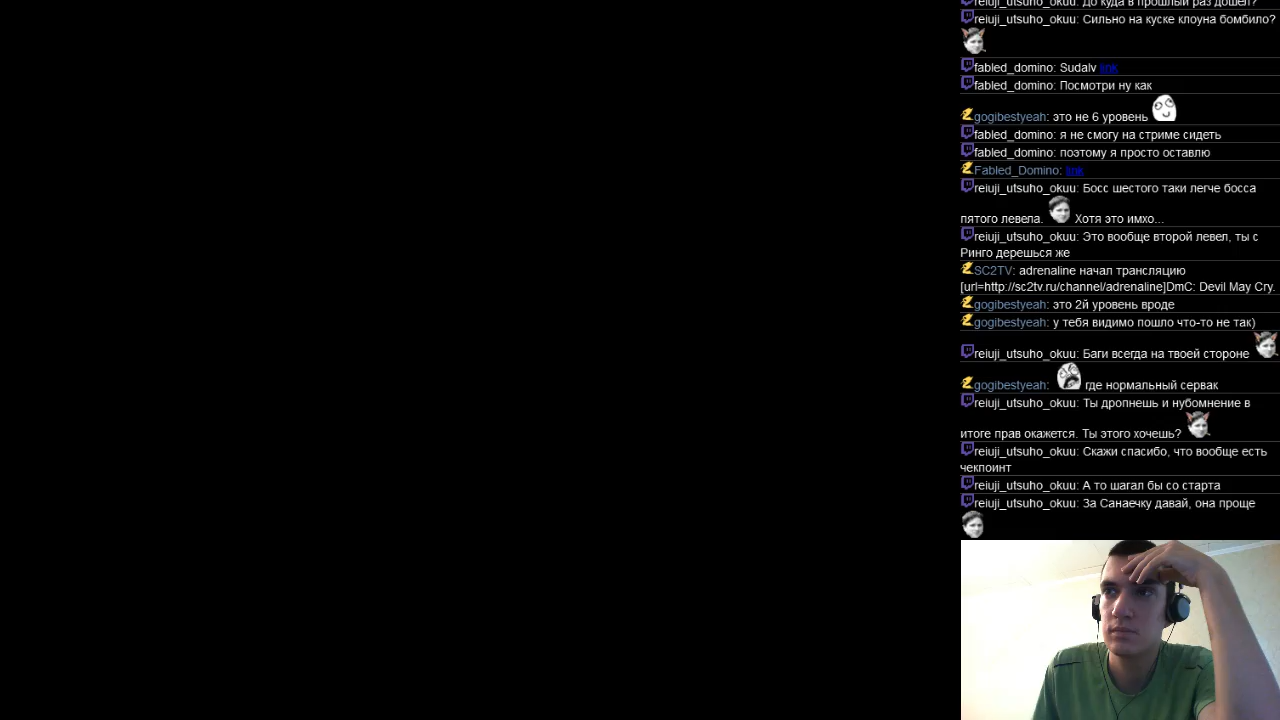 reiuji_utsuho_okuu: До куда в прошлый раз дошел?
reiuji_utsuho_okuu: Сильно на куске клоуна бомбило?
fabled_domino: Sudalv link
fabled_domino: Посмотри ну как
gogibestyeah: это не 6 уровень
fabled_domino: я не смогу на стриме сидеть
fabled_domino: поэтому я просто оставлю
Fabled_Domino: link
reiuji_utsuho_okuu: Босс шестого таки легче босса
пятого левела. Хотя это имхо...
reiuji_utsuho_okuu: Это вообще второй левел, ты с
Ринго дерешься же
SC2TV: adrenaline начал трансляцию
[url=http://sc2tv.ru/channel/adrenaline]DmC: Devil May Cry.
gogibestyeah: это 2й уровень вроде
gogibestyeah: у тебя видимо пошло что-то не так)
reiuji_utsuho_okuu: Баги всегда на твоей стороне
gogibestyeah: где нормальный сервак
reiuji_utsuho_okuu: Ты дропнешь и нубомнение в
итоге прав окажется. Ты этого хочешь?
reiuji_utsuho_okuu: Скажи спасибо, что вообще есть
чекпоинт
reiuji_utsuho_okuu: А то шагал бы со старта
reiuji_utsuho_okuu: За Санаечку давай, она проще